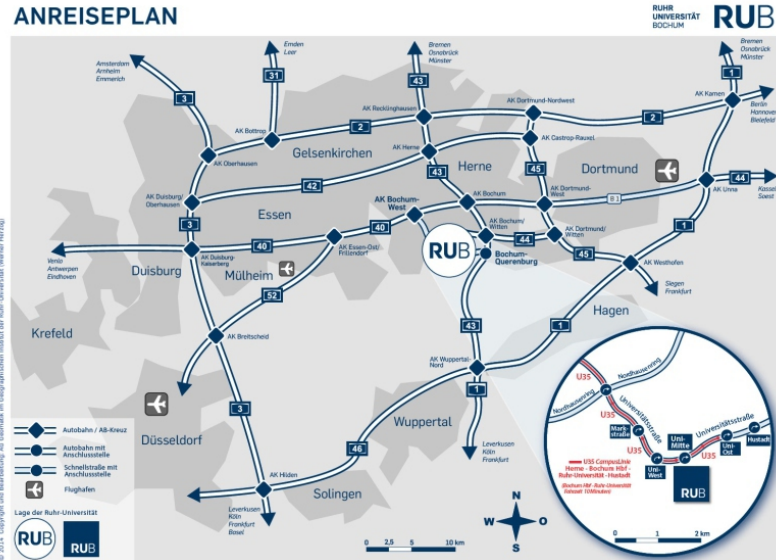 ANREISEPLAN
RUHR
UNIVERSITÄT
BOCHUM
RUB
Amsterdam
Arnheim
Emmerich
Emden
Leer
Bremen
Osnabrück
Münster
Bremen
Osnabrück
Münster
3
31
43
1
AK Kamen
Berlin
Hannover
Bielefeld
AK Recklinghausen
AK Dortmund-Nordwest
2
2
AK Bottrop
AK Oberhausen
Gelsenkirchen
AK Herne
AK Castrop-Rauxel
43
Herne
45
Dortmund
42
AK Duisburg/
Oberhausen
AK Bochum-
West
AK Bochum
AK Dortmund-
West
B 1
AK Unna
44
Kassel
Soest
Essen
3
40
40
AK Essen-Ost/
Frillendorf
AK Bochum/
Witten
44
AK Dortmund/
Witten
1
RUB
Bochum-
Querenburg
45
Venlo
Antwerpen
Eindhoven
Duisburg
AK Duisburg-
Kaiserberg
Mülheim
52
AK Westhofen
Siegen
Frankfurt
Hagen
Krefeld
AK Breitscheid
43
1
AK Wuppertal-
Nord
1
3
Düsseldorf
Wuppertal
46
Leverkusen
Köln
Frankfurt
AK Hilden
Solingen
Leverkusen
Köln
Frankfurt
Basel
Autobahn / AB-Kreuz
Autobahn mit
Anschlussstelle
Schnellstraße mit
Anschlussstelle
Flughafen
Lage der Ruhr-Universität
RUB
RUB
0 2,5 5 10 km
N
W O
S
Nordhausenring
Nordhausenring
U35
U35
U35
U35
Universitätsstraße
Universitätsstraße
Mark-
straße
Uni-
Mitte
Uni-
West
Uni-
Ost
Hustadt
RUB
U35 CampusLinie
Herne - Bochum Hbf -
Ruhr-Universität - Hustadt
0 1 2 km